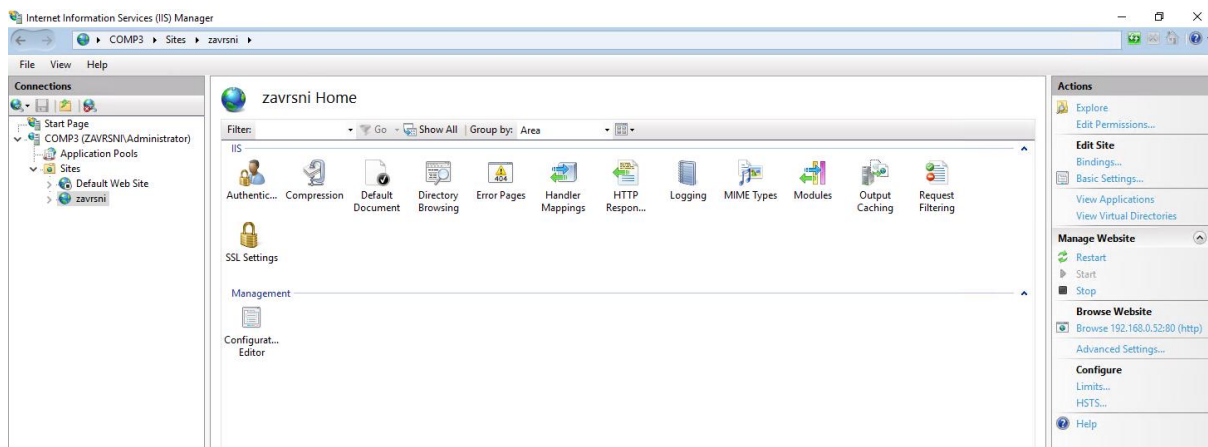 Internet Information Services (IIS) Manager
COMP3 Sites zavrsni
File View Help
Connections
Start Page
COMP3 (ZAVRSNI\Administrator)
Application Pools
Sites
Default Web Site
zavrsni
zavrsni Home
Filter: Go Show All Group by: Area
IIS
Authentic... Compression Default Document Directory Browsing Error Pages Handler Mappings HTTP Respon... Logging MIME Types Modules Output Caching Request Filtering
404
SSL Settings
Management
Configurat... Editor
Actions
Explore
Edit Permissions...
Edit Site
Bindings...
Basic Settings...
View Applications
View Virtual Directories
Manage Website
Restart
Start
Stop
Browse Website
Browse 192.168.0.52:80 (http)
Advanced Settings...
Configure
Limits...
HSTS...
Help